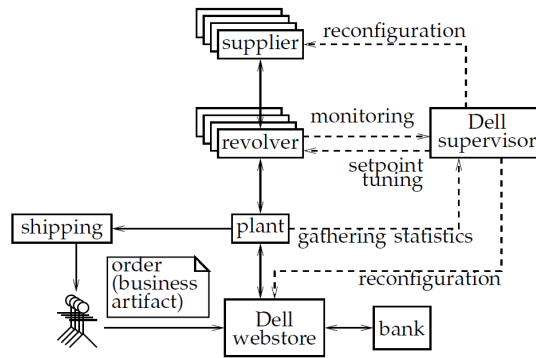 reconfiguration
supplier
monitoring
Dell
supervisor
revolver
setpoint
tuning
shipping
plant
gathering statistics
order
(business
artifact)
reconfiguration
Dell
webstore
bank